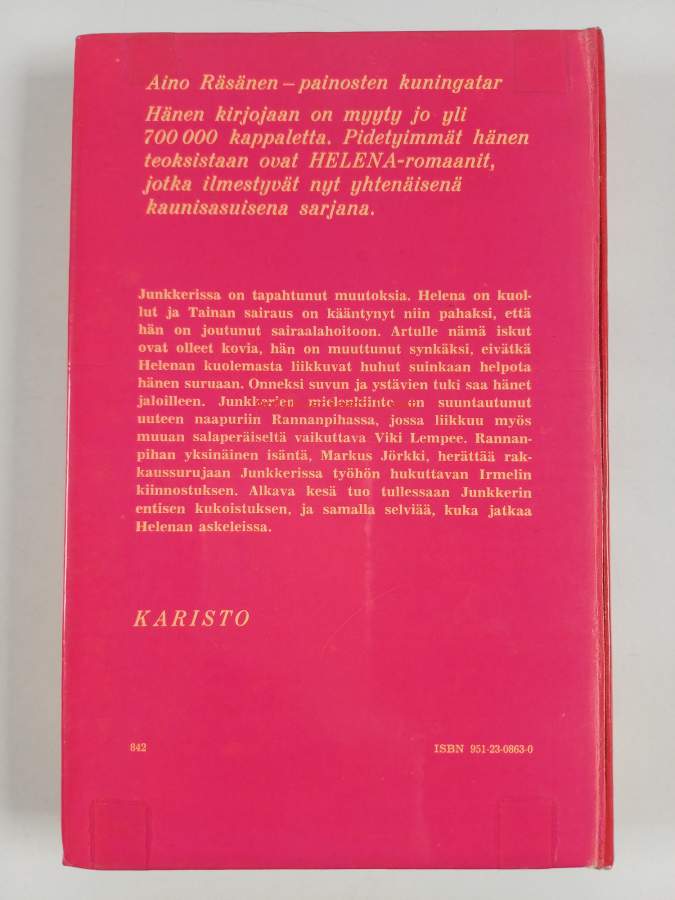 Aino Räsänen – painosten kuningatar
Hänen kirjojaan on myyty jo yli
700 000 kappaletta. Pidetyimmät hänen
teoksistaan ovat HELENA-romaanit,
jotka ilmestyvät nyt yhtenäisenä
kaunisasuisena sarjana.
Junkkerissa on tapahtunut muutoksia. Helena on kuol-
lut ja Tainan sairaus on kääntynyt niin pahaksi, että
hän on joutunut sairaalahoitoon. Artulle nämä iskut
ovat olleet kovia, hän on muuttunut synkäksi, eivätkä
Helenan kuolemasta liikkuvat huhut suinkaan helpota
hänen suruaan. Onneksi suvun ja ystävien tuki saa hänet
jaloilleen. Junkkerien mielenkiinto on suuntautunut
uuteen naapuriin Rannanpihassa, jossa liikkuu myös
muuan salaperäiseltä vaikuttava Viki Lempee. Rannan-
pihan yksinäinen isäntä, Markus Jörkki, herättää rak-
kaussurujaan Junkkerissa työhön hukuttavan Irmelin
kiinnostuksen. Alkava kesä tuo tullessaan Junkkerin
entisen kukoistuksen, ja samalla selviää, kuka jatkaa
Helenan askeleissa.
KARISTO
842
ISBN 951-23-0863-0